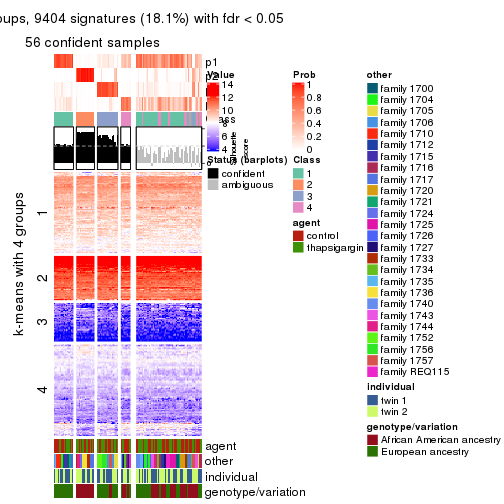 oups, 9404 signatures (18.1%) with fdr < 0.05
56 confident samples
p1
p2
Value
14
12
10
8
6
4
Prob
1
0.8
0.6
0.4
0.2
0
Status (barplots)
confident
ambiguous
Class
1
2
3
4
agent
control
thapsigargin
k-means with 4 groups
1
2
3
4
agent
other
individual
genotype/variation
other
family 1700
family 1704
family 1705
family 1706
family 1710
family 1712
family 1715
family 1716
family 1717
family 1720
family 1721
family 1724
family 1725
family 1726
family 1727
family 1733
family 1734
family 1735
family 1736
family 1740
family 1743
family 1744
family 1752
family 1756
family 1757
family REQ115
individual
twin 1
twin 2
genotype/variation
African American ancestry
European ancestry